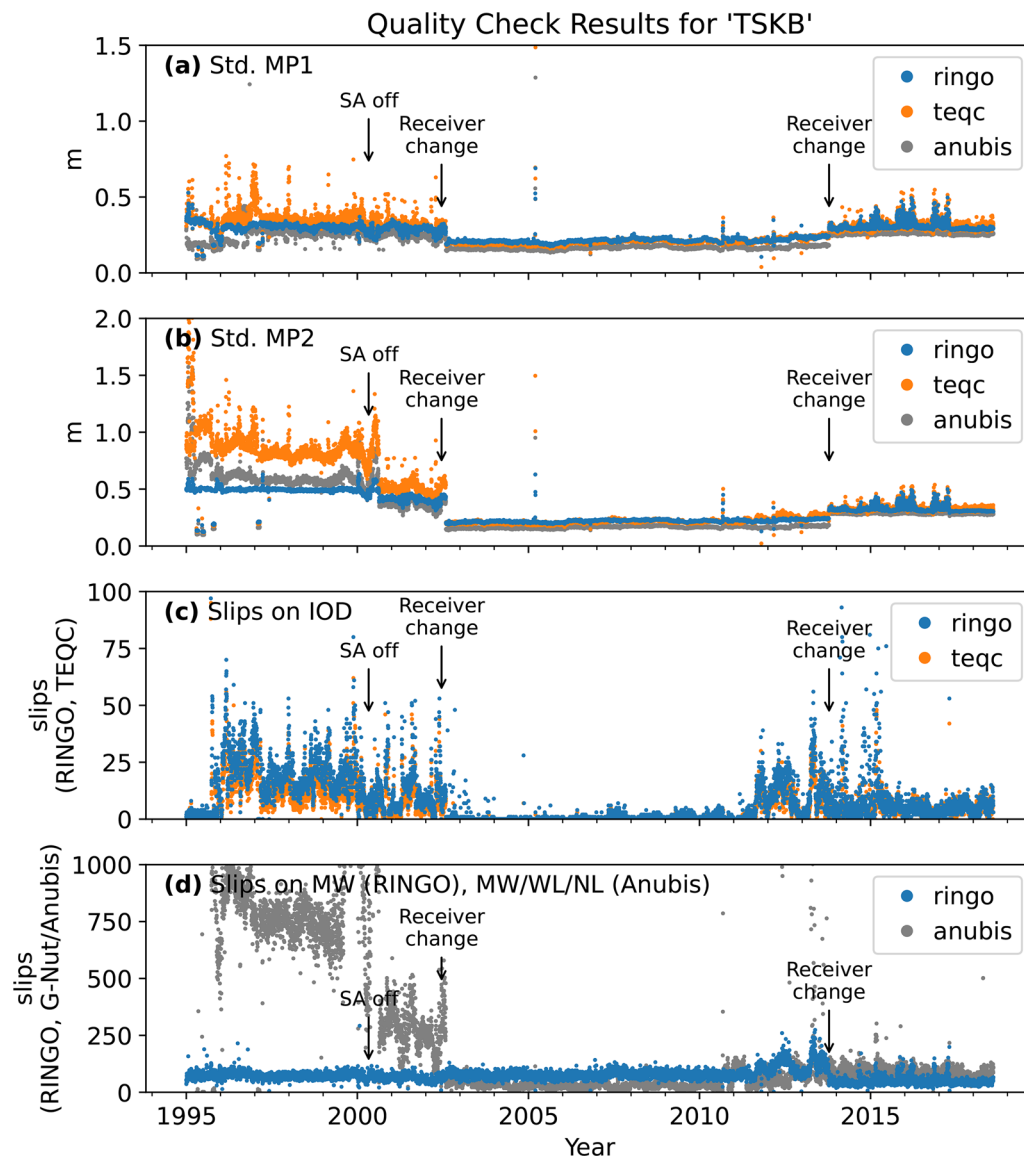 Quality Check Results for 'TSKB'
1.5
(a) Std. MP1
ringo
teqc
anubis
SA off
Receiver
change
Receiver
change
1.0
m
0.5
0.0
2.0
(b) Std. MP2
ringo
teqc
anubis
SA off
Receiver
change
Receiver
change
1.5
m
1.0
0.5
0.0
100
(c) Slips on IOD
Receiver
change
SA off
Receiver
change
ringo
teqc
75
slips
(RINGO, TEQC)
50
25
0
1000
(d) Slips on MW (RINGO), MW/WL/NL (Anubis)
ringo
anubis
Receiver
change
750
slips
(RINGO, G-Nut/Anubis)
500
SA off
Receiver
change
250
0
1995
2000
2005
2010
2015
Year